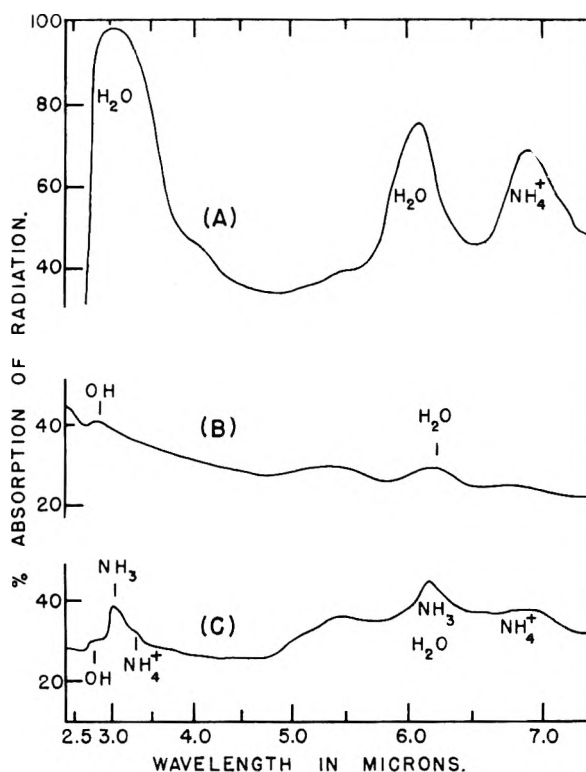 100
80
60
40
H₂O
(A)
H₂O
NH₄⁺
% ABSORPTION OF RADIATION.
OH
(B)
H₂O
40
20
NH₃
(C)
NH₃
NH₄⁺
H₂O
OH
NH₄⁺
40
20
2.5 3.0 4.0 5.0 6.0 7.0
WAVELENGTH IN MICRONS.